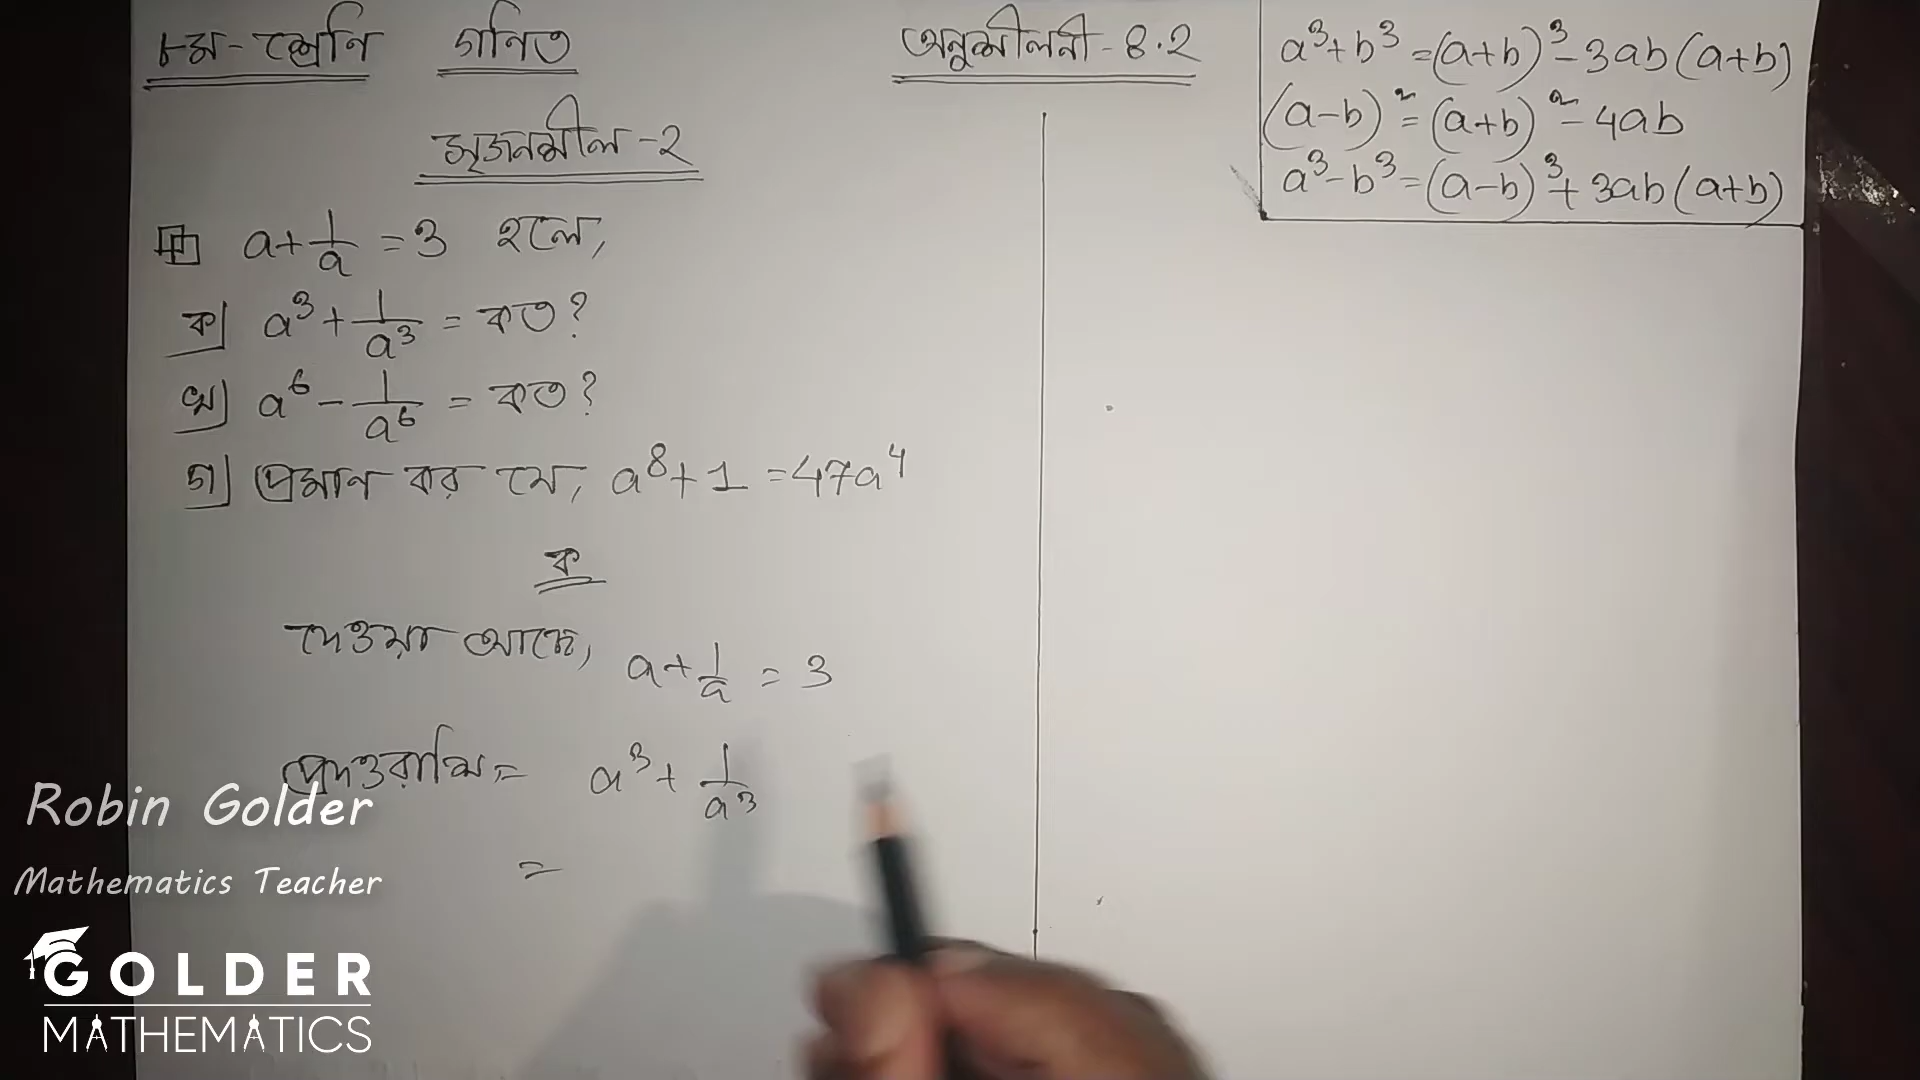 ৮ম-শ্রেণি গনিত অনুশীলনী-৪.২
সৃজনশীল-২
a+1/a =3 হলে,
ক) a³+1/a³ = কত?
খ) a⁶-1/a⁶ = কত?
গ) প্রমান কর যে, a⁸+1=47a⁴
ক
দেওয়া আছে, a+1/a = 3
প্রদত্তরাশি= a³+1/a³
=
a³+b³=(a+b)³-3ab(a+b)
(a-b)²=(a+b)²-4ab
a³-b³=(a-b)³+3ab(a+b)
Robin Golder
Mathematics Teacher
GOLDER
MATHEMATICS